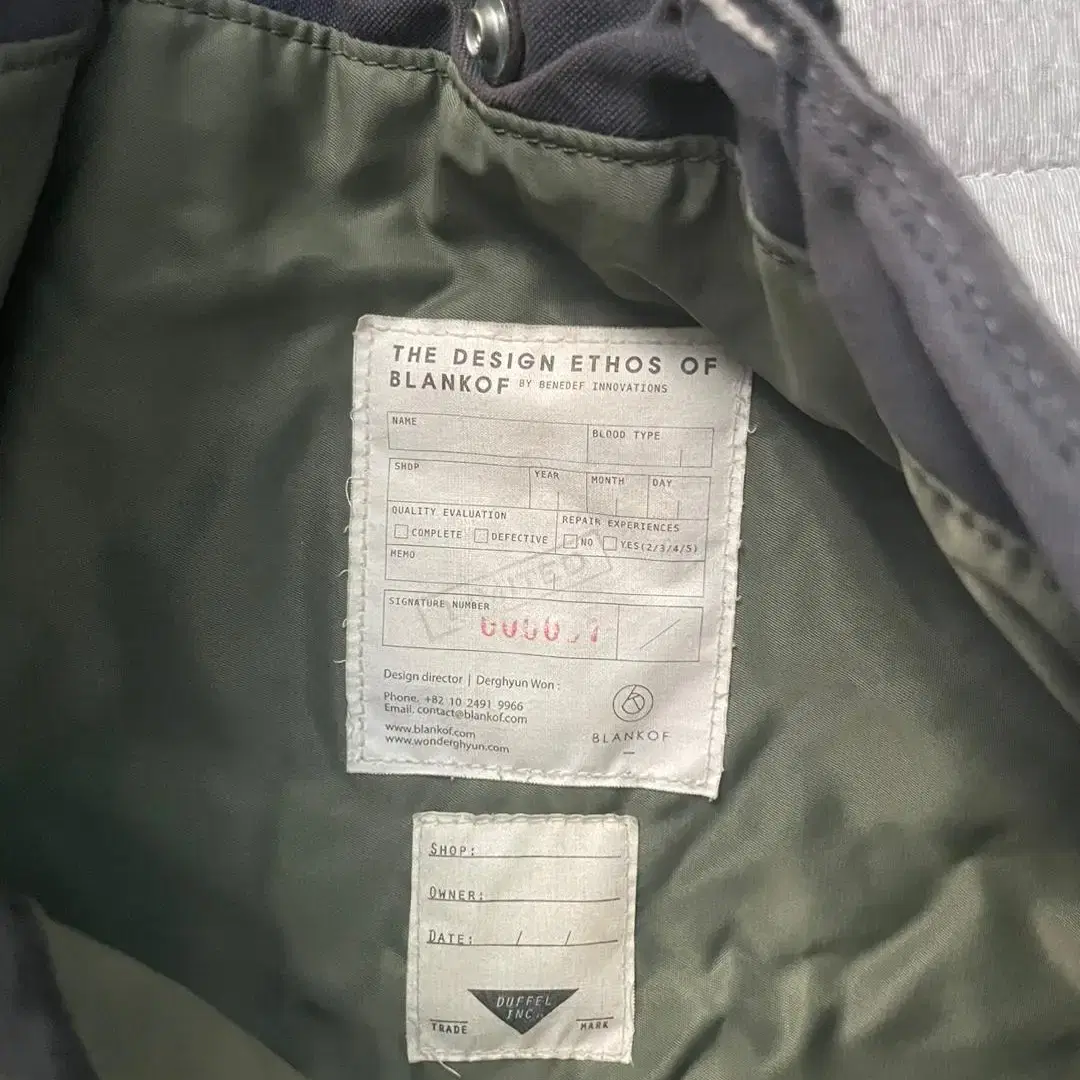 THE DESIGN ETHOS OF
BLANKOF BY BENEDEF INNOVATIONS
NAME
BLOOD TYPE
SHOP
YEAR
MONTH
DAY
QUALITY EVALUATION
REPAIR EXPERIENCES
COMPLETE
DEFECTIVE
NO
YES(2/3/4/5)
MEMO
SIGNATURE NUMBER
Design director | Derghyun Won :
Phone. +82 10 2491 9966
Email. contact@blankof.com
www.blankof.com
www.wonderghyun.com
BLANKOF
SHOP:
OWNER:
DATE: / /
DUFFEL
INC.
TRADE
MARK